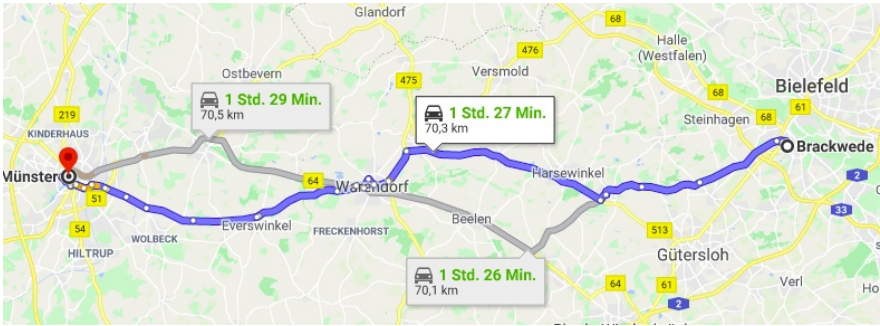 Glandorf
68
476
Halle
(Westfalen)
475
Versmold
Ostbevern
Bielefeld
1 Std. 29 Min.
70,5 km
1 Std. 27 Min.
70,3 km
68
61
219
Steinhagen
68
KINDERHAUS
Brackwede
Münster
64
Warendorf
Harsewinkel
2
51
33
54
Everswinkel
Beelen
WOLBECK
FRECKENHORST
513
HILTRUP
Gütersloh
1 Std. 26 Min.
70,1 km
64
61
Verl
2